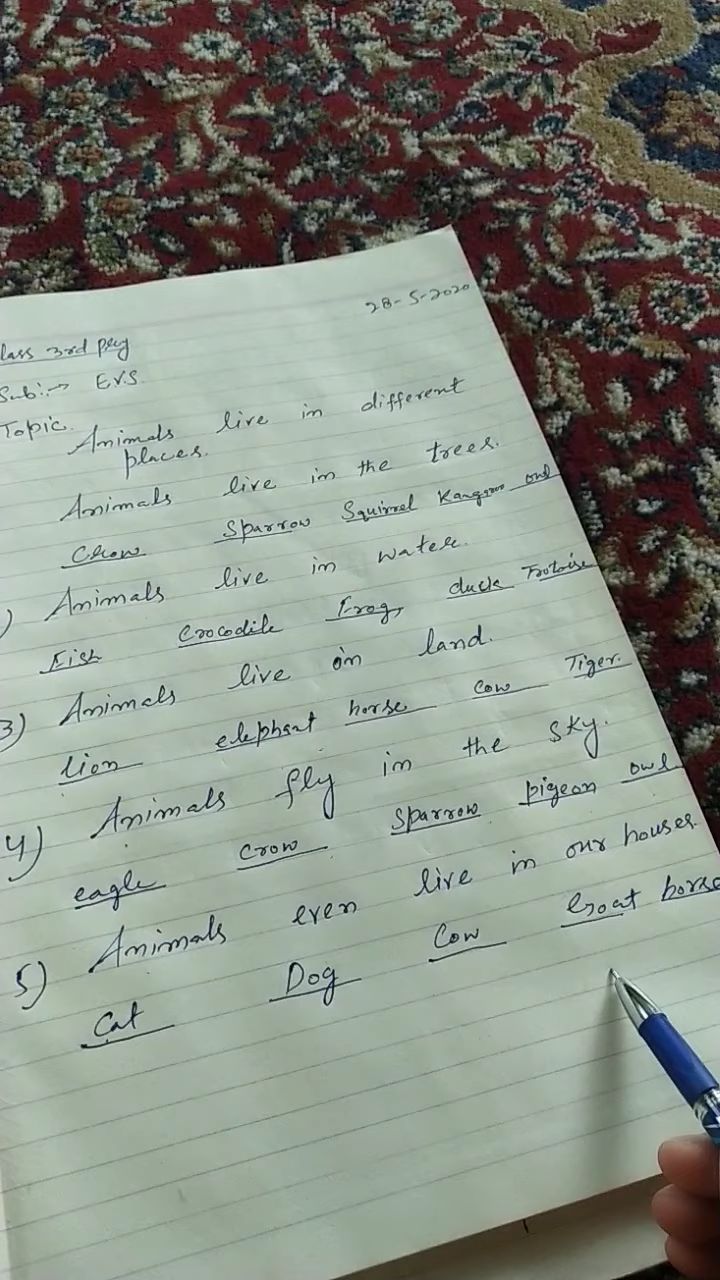 28-5-2020
lass 3rd
Sub:→ E.V.S.
Topic. Animals live in different
places.
Animals live in the trees.
Crow Sparrow Squirrel Kangaroo owl
) Animals live in water.
Fish Crocodile Frog, duck Trotoise
3) Animals live on land.
lion elephant horse cow Tiger.
4) Animals fly in the sky.
eagle crow sparrow pigeon owl
5) Animals even live in our houses.
Cat Dog Cow Goat horse